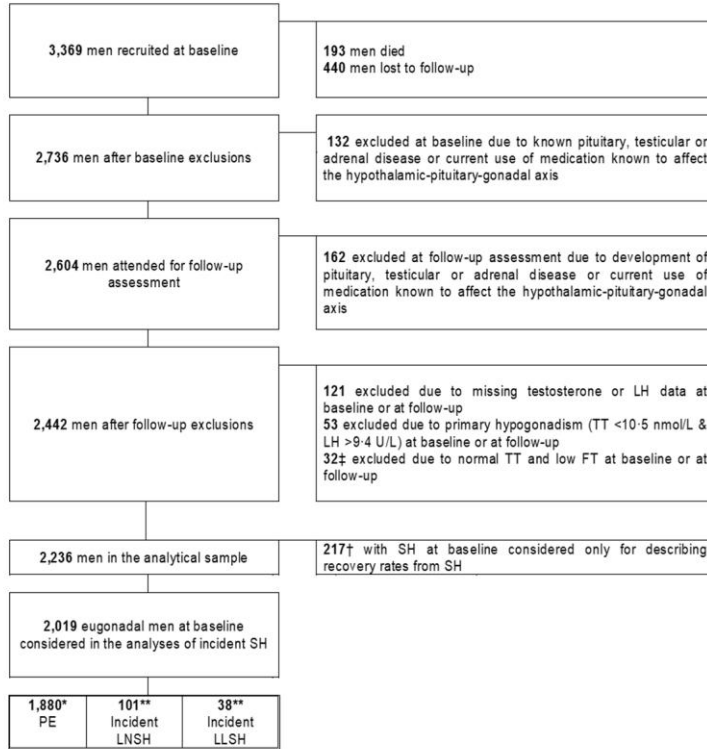 3,369 men recruited at baseline
193 men died
440 men lost to follow-up
2,736 men after baseline exclusions
132 excluded at baseline due to known pituitary, testicular or
adrenal disease or current use of medication known to affect
the hypothalamic-pituitary-gonadal axis
2,604 men attended for follow-up
assessment
162 excluded at follow-up assessment due to development of
pituitary, testicular or adrenal disease or current use of
medication known to affect the hypothalamic-pituitary-gonadal
axis
2,442 men after follow-up exclusions
121 excluded due to missing testosterone or LH data at
baseline or at follow-up
53 excluded due to primary hypogonadism (TT <10·5 nmol/L &
LH >9·4 U/L) at baseline or at follow-up
32‡ excluded due to normal TT and low FT at baseline or at
follow-up
2,236 men in the analytical sample
217† with SH at baseline considered only for describing
recovery rates from SH
2,019 eugonadal men at baseline
considered in the analyses of incident SH
1,880*
PE
101**
Incident
LNSH
38**
Incident
LLSH